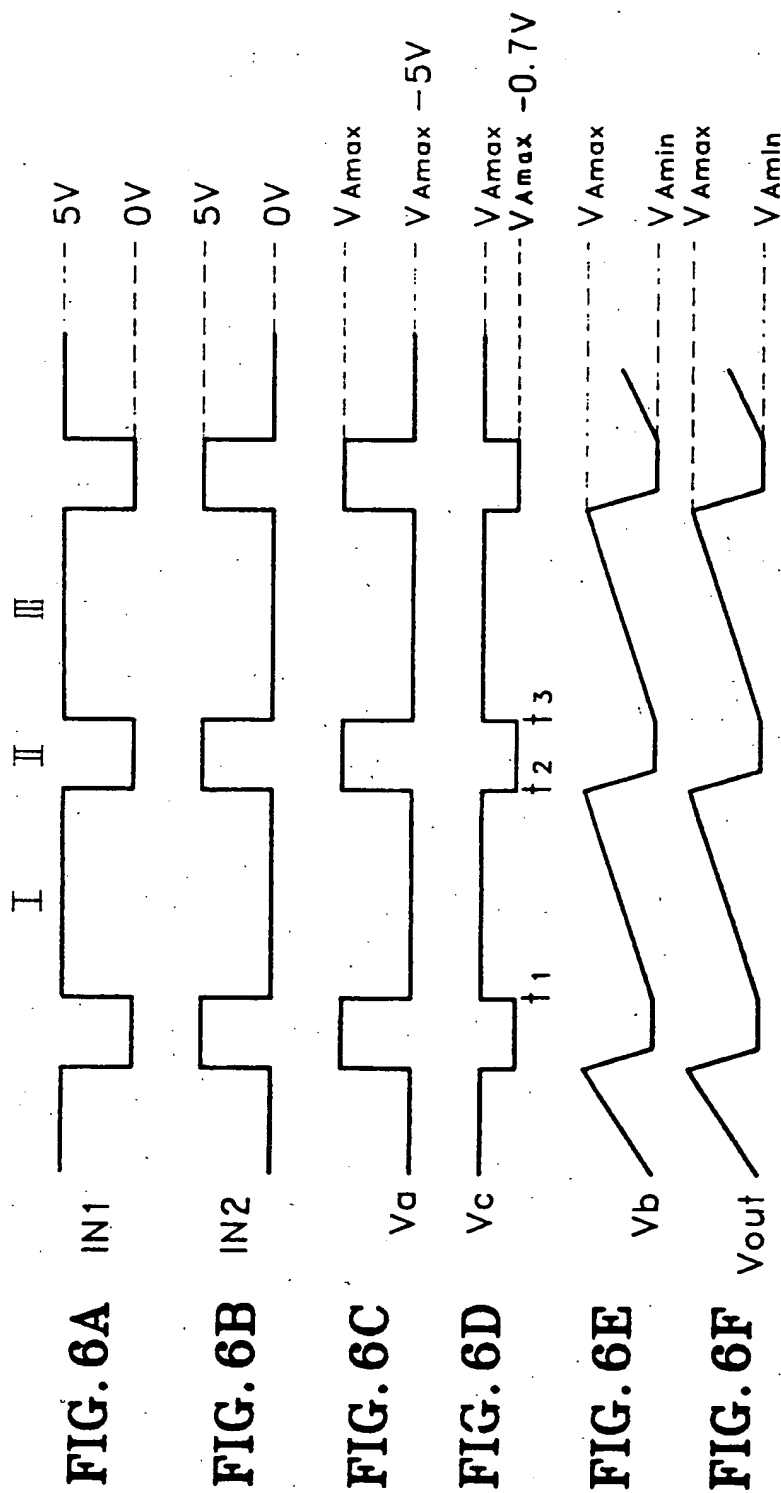 I II III
FIG. 6A IN1 5V 0V
FIG. 6B IN2 5V 0V
FIG. 6C Va VAmax VAmax -5V
FIG. 6D Vc VAmax VAmax -0.7V
t1 t2 t3
FIG. 6E Vb VAmax VAmin
FIG. 6F Vout VAmax VAmin